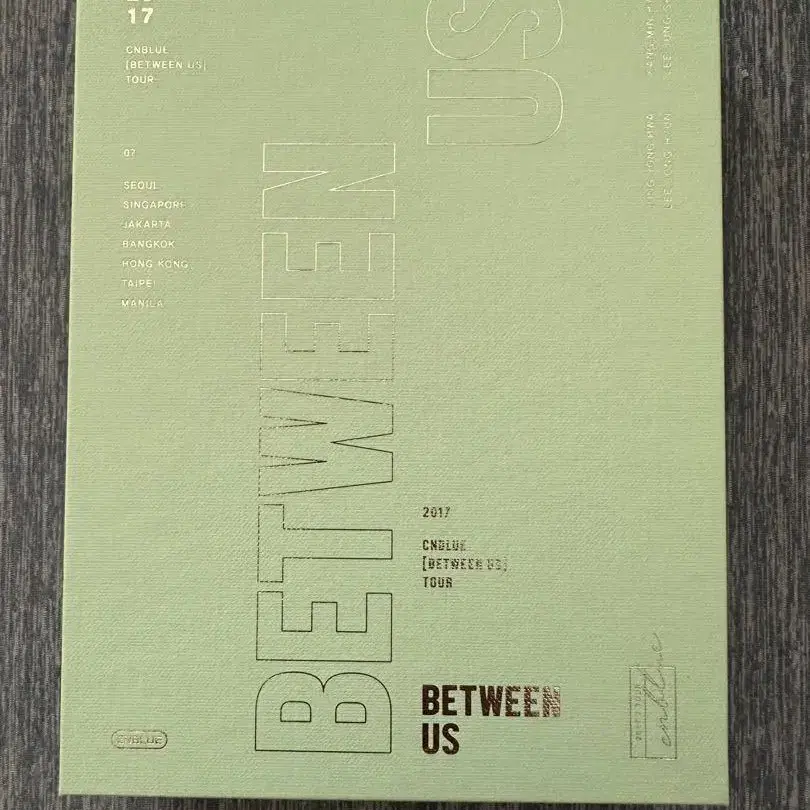 17
CNBLUE
[BETWEEN US]
TOUR
07
SEOUL
SINGAPORE
JAKARTA
BANGKOK
HONG KONG
TAIPEI
MANILA
BETWEEN
US
2017
CNBLUE
[BETWEEN US]
TOUR
BETWEEN
US
CNBLUE
cnblue